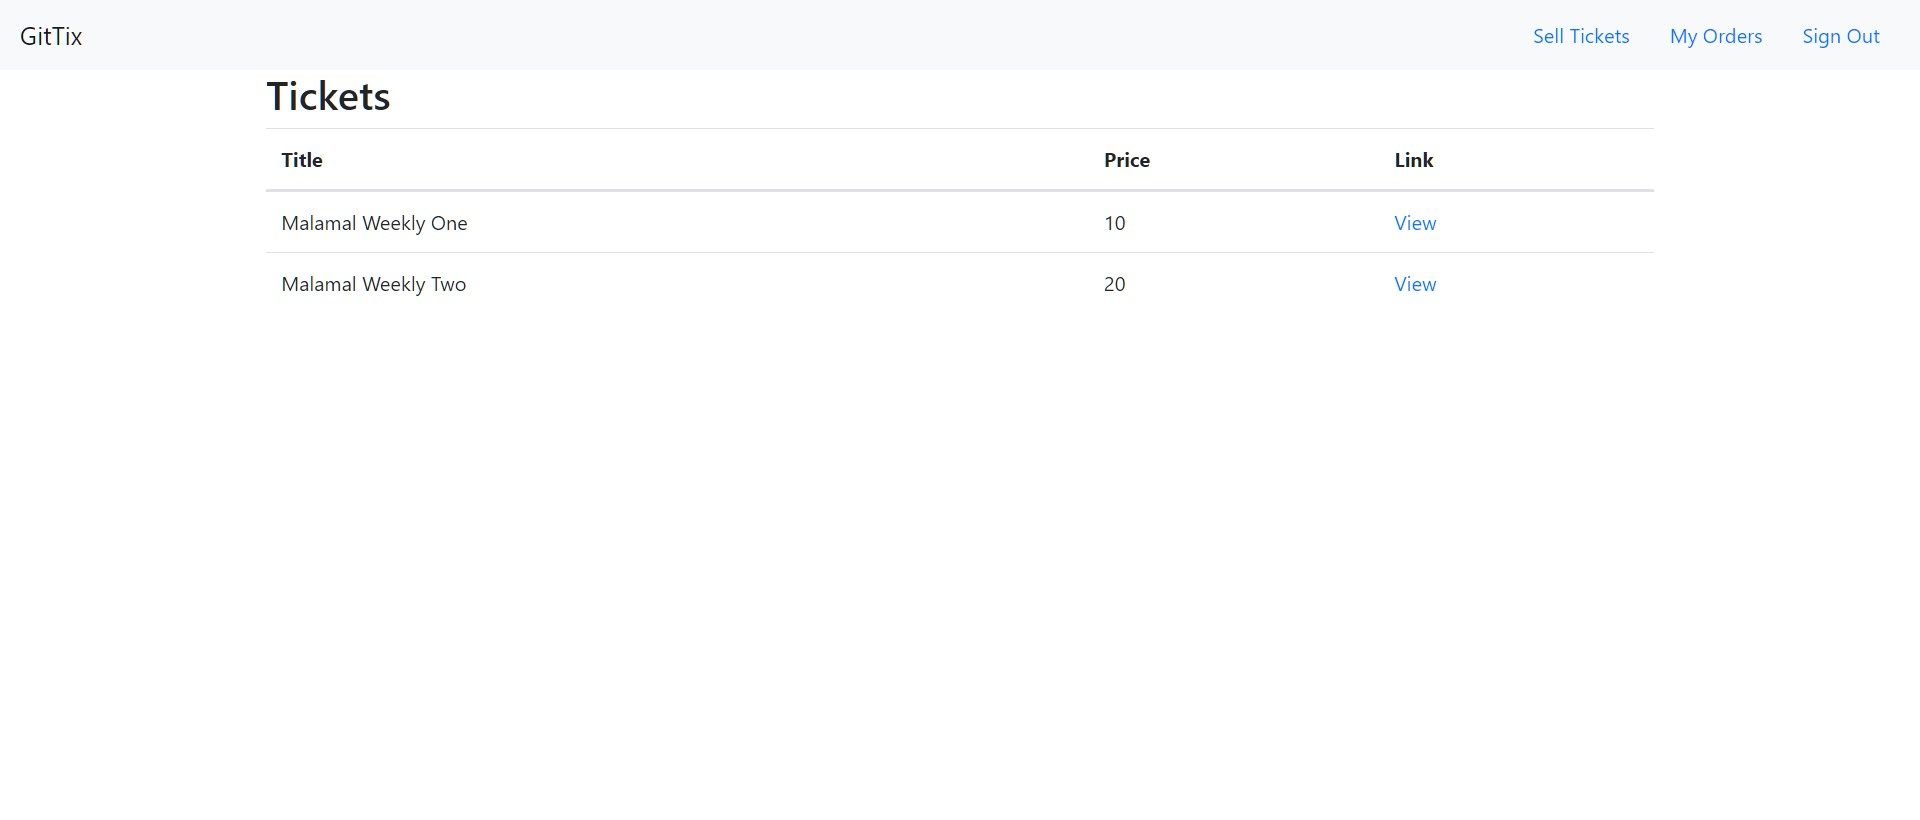 GitTix Sell Tickets My Orders Sign Out
Tickets
Title Price Link
Malamal Weekly One 10 View
Malamal Weekly Two 20 View